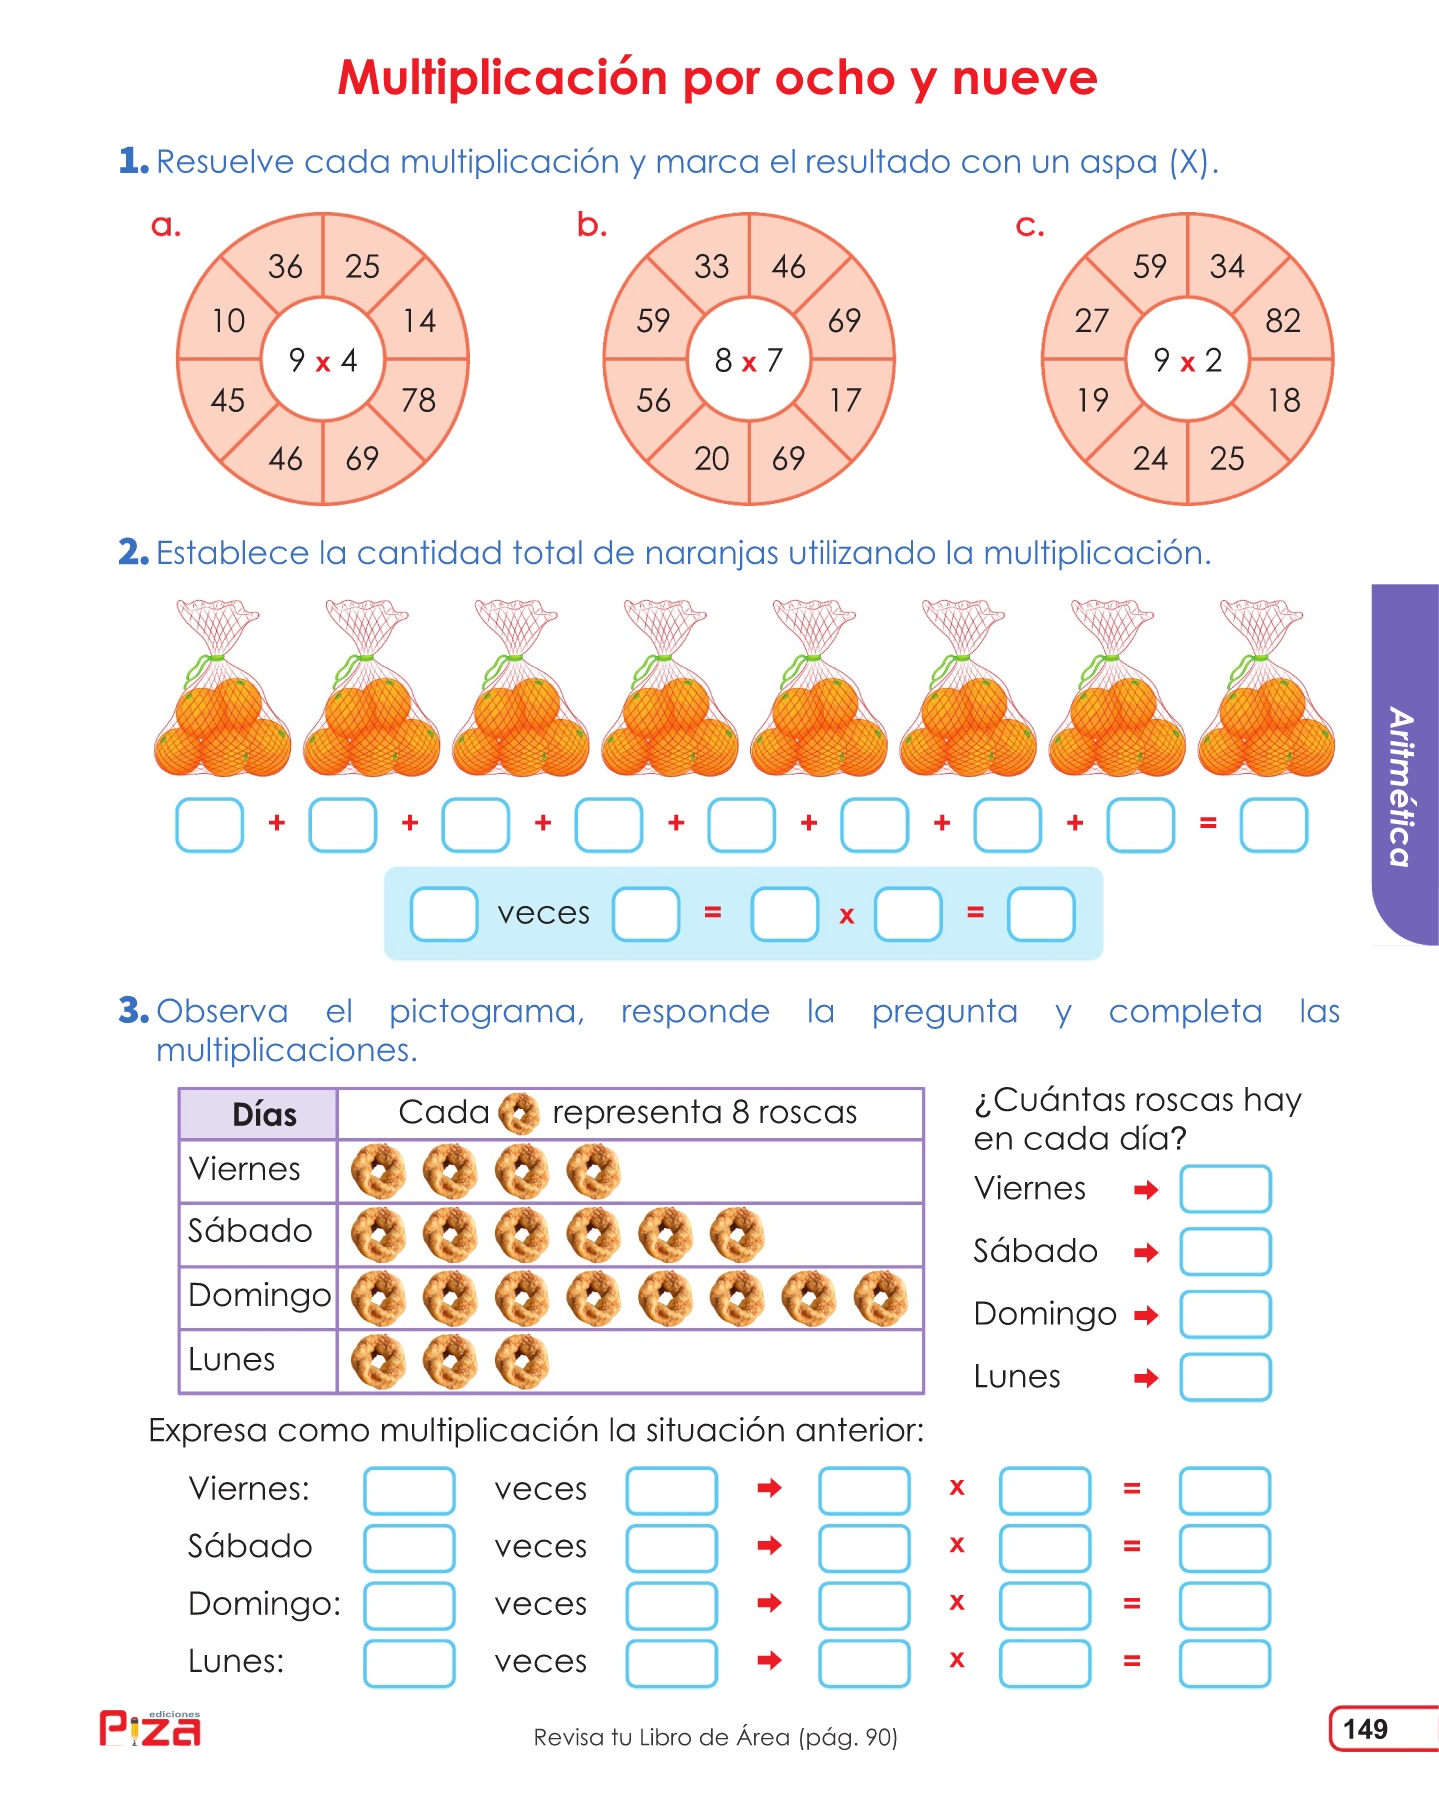 Multiplicación por ocho y nueve
1. Resuelve cada multiplicación y marca el resultado con un aspa (X).
a.
36 25
10 14
9 x 4
45 78
46 69
b.
33 46
59 69
8 x 7
56 17
20 69
c.
59 34
27 82
9 x 2
19 18
24 25
2. Establece la cantidad total de naranjas utilizando la multiplicación.
+ + + + + + + =
veces = x =
3. Observa el pictograma, responde la pregunta y completa las
multiplicaciones.
Días Cada representa 8 roscas
Viernes
Sábado
Domingo
Lunes
¿Cuántas roscas hay
en cada día?
Viernes
Sábado
Domingo
Lunes
Expresa como multiplicación la situación anterior:
Viernes: veces x =
Sábado veces x =
Domingo: veces x =
Lunes: veces x =
Aritmética
ediciones
Piza
Revisa tu Libro de Área (pág. 90)
149